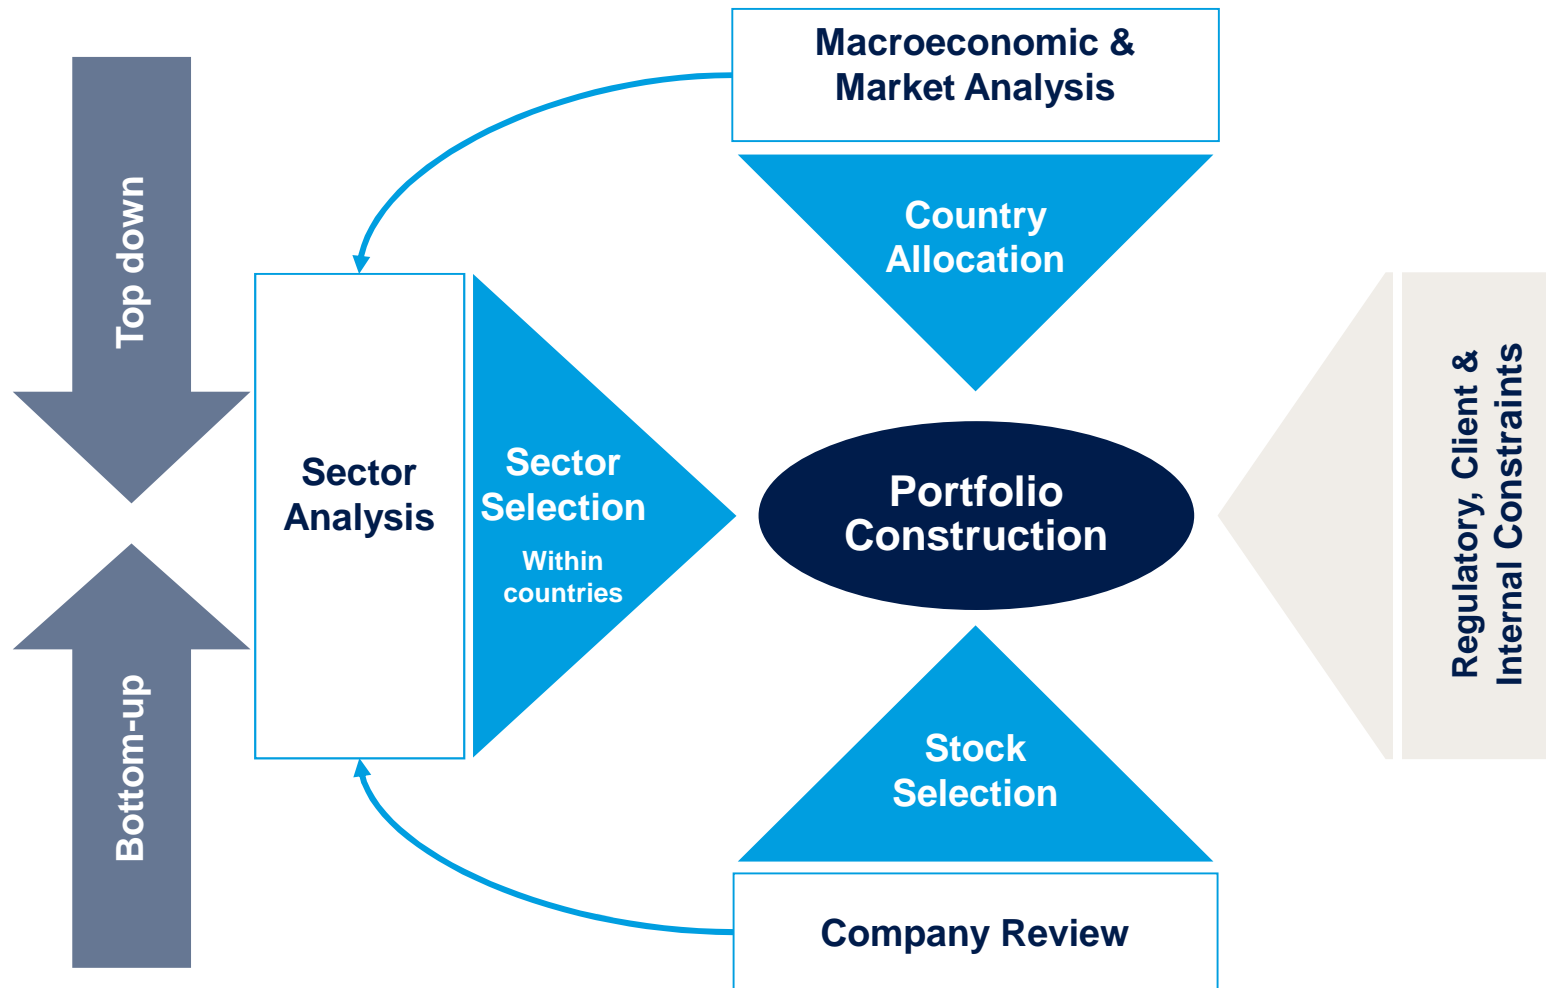 Macroeconomic &
Market Analysis
Country
Allocation
Top down
Sector
Analysis
Sector
Selection
Within
countries
Portfolio
Construction
Regulatory, Client &
Internal Constraints
Bottom-up
Stock
Selection
Company Review